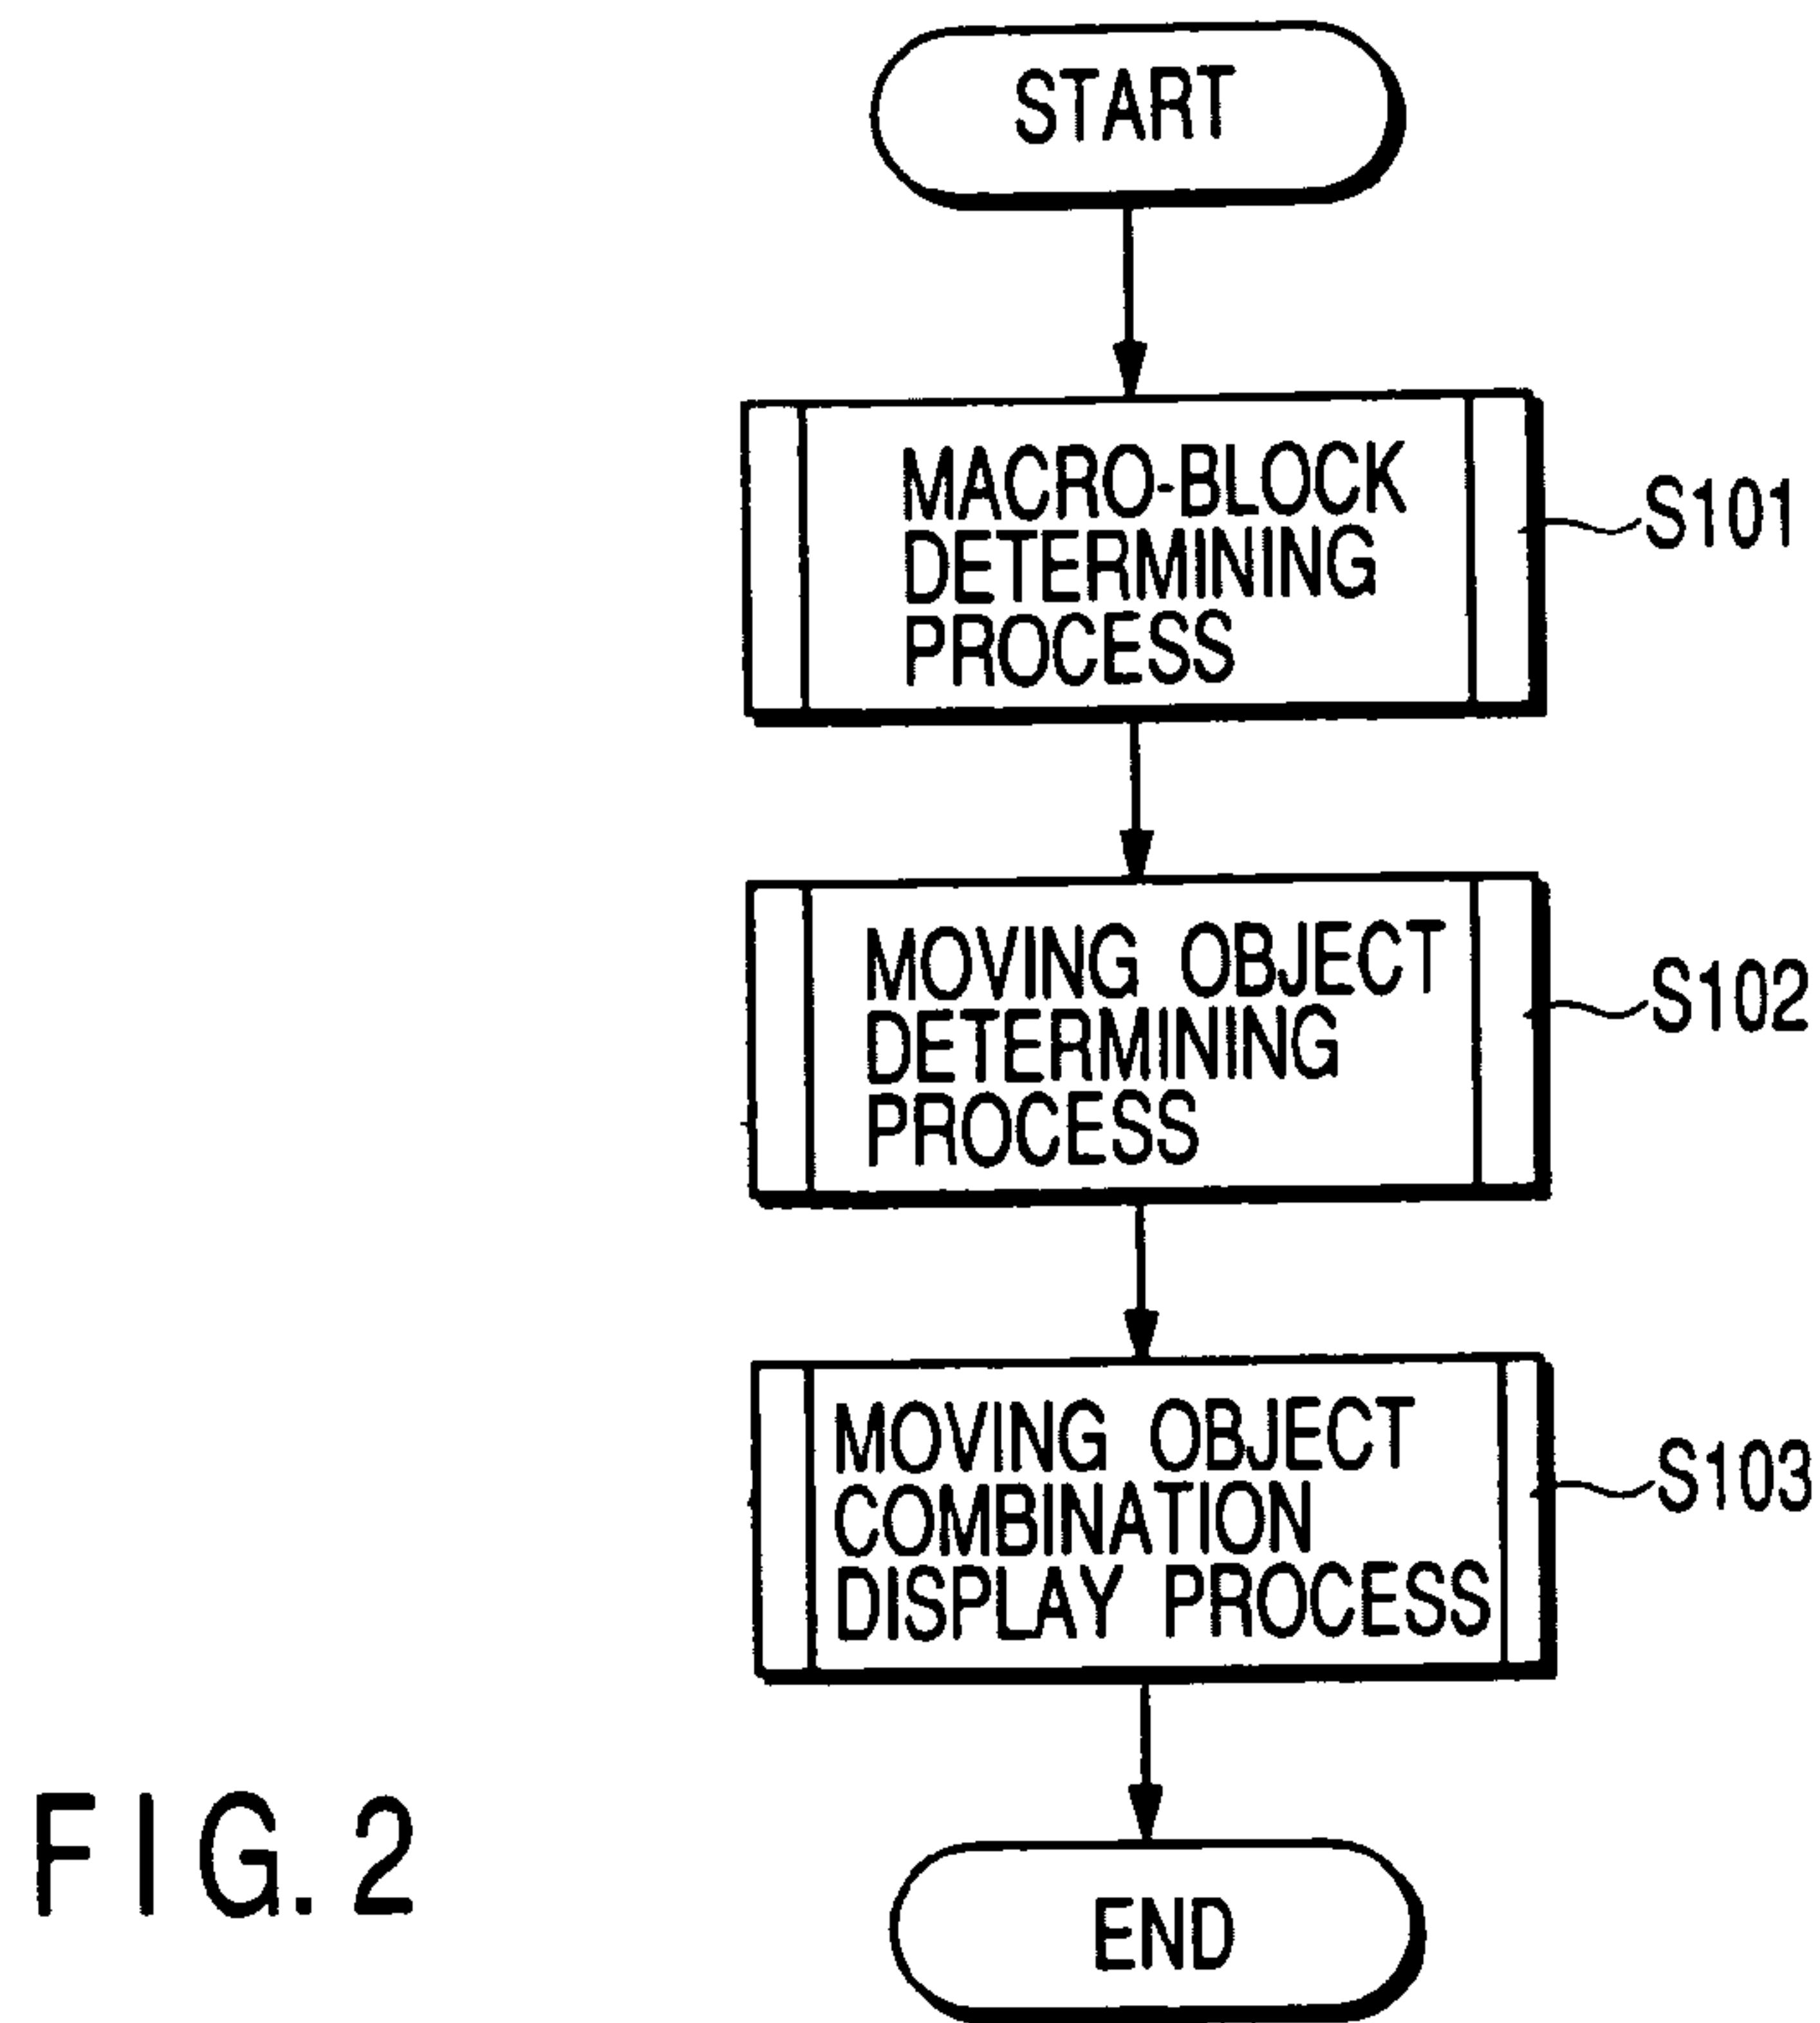 START
MACRO-BLOCK
DETERMINING
PROCESS
S101
MOVING OBJECT
DETERMINING
PROCESS
S102
MOVING OBJECT
COMBINATION
DISPLAY PROCESS
S103
END
FIG. 2